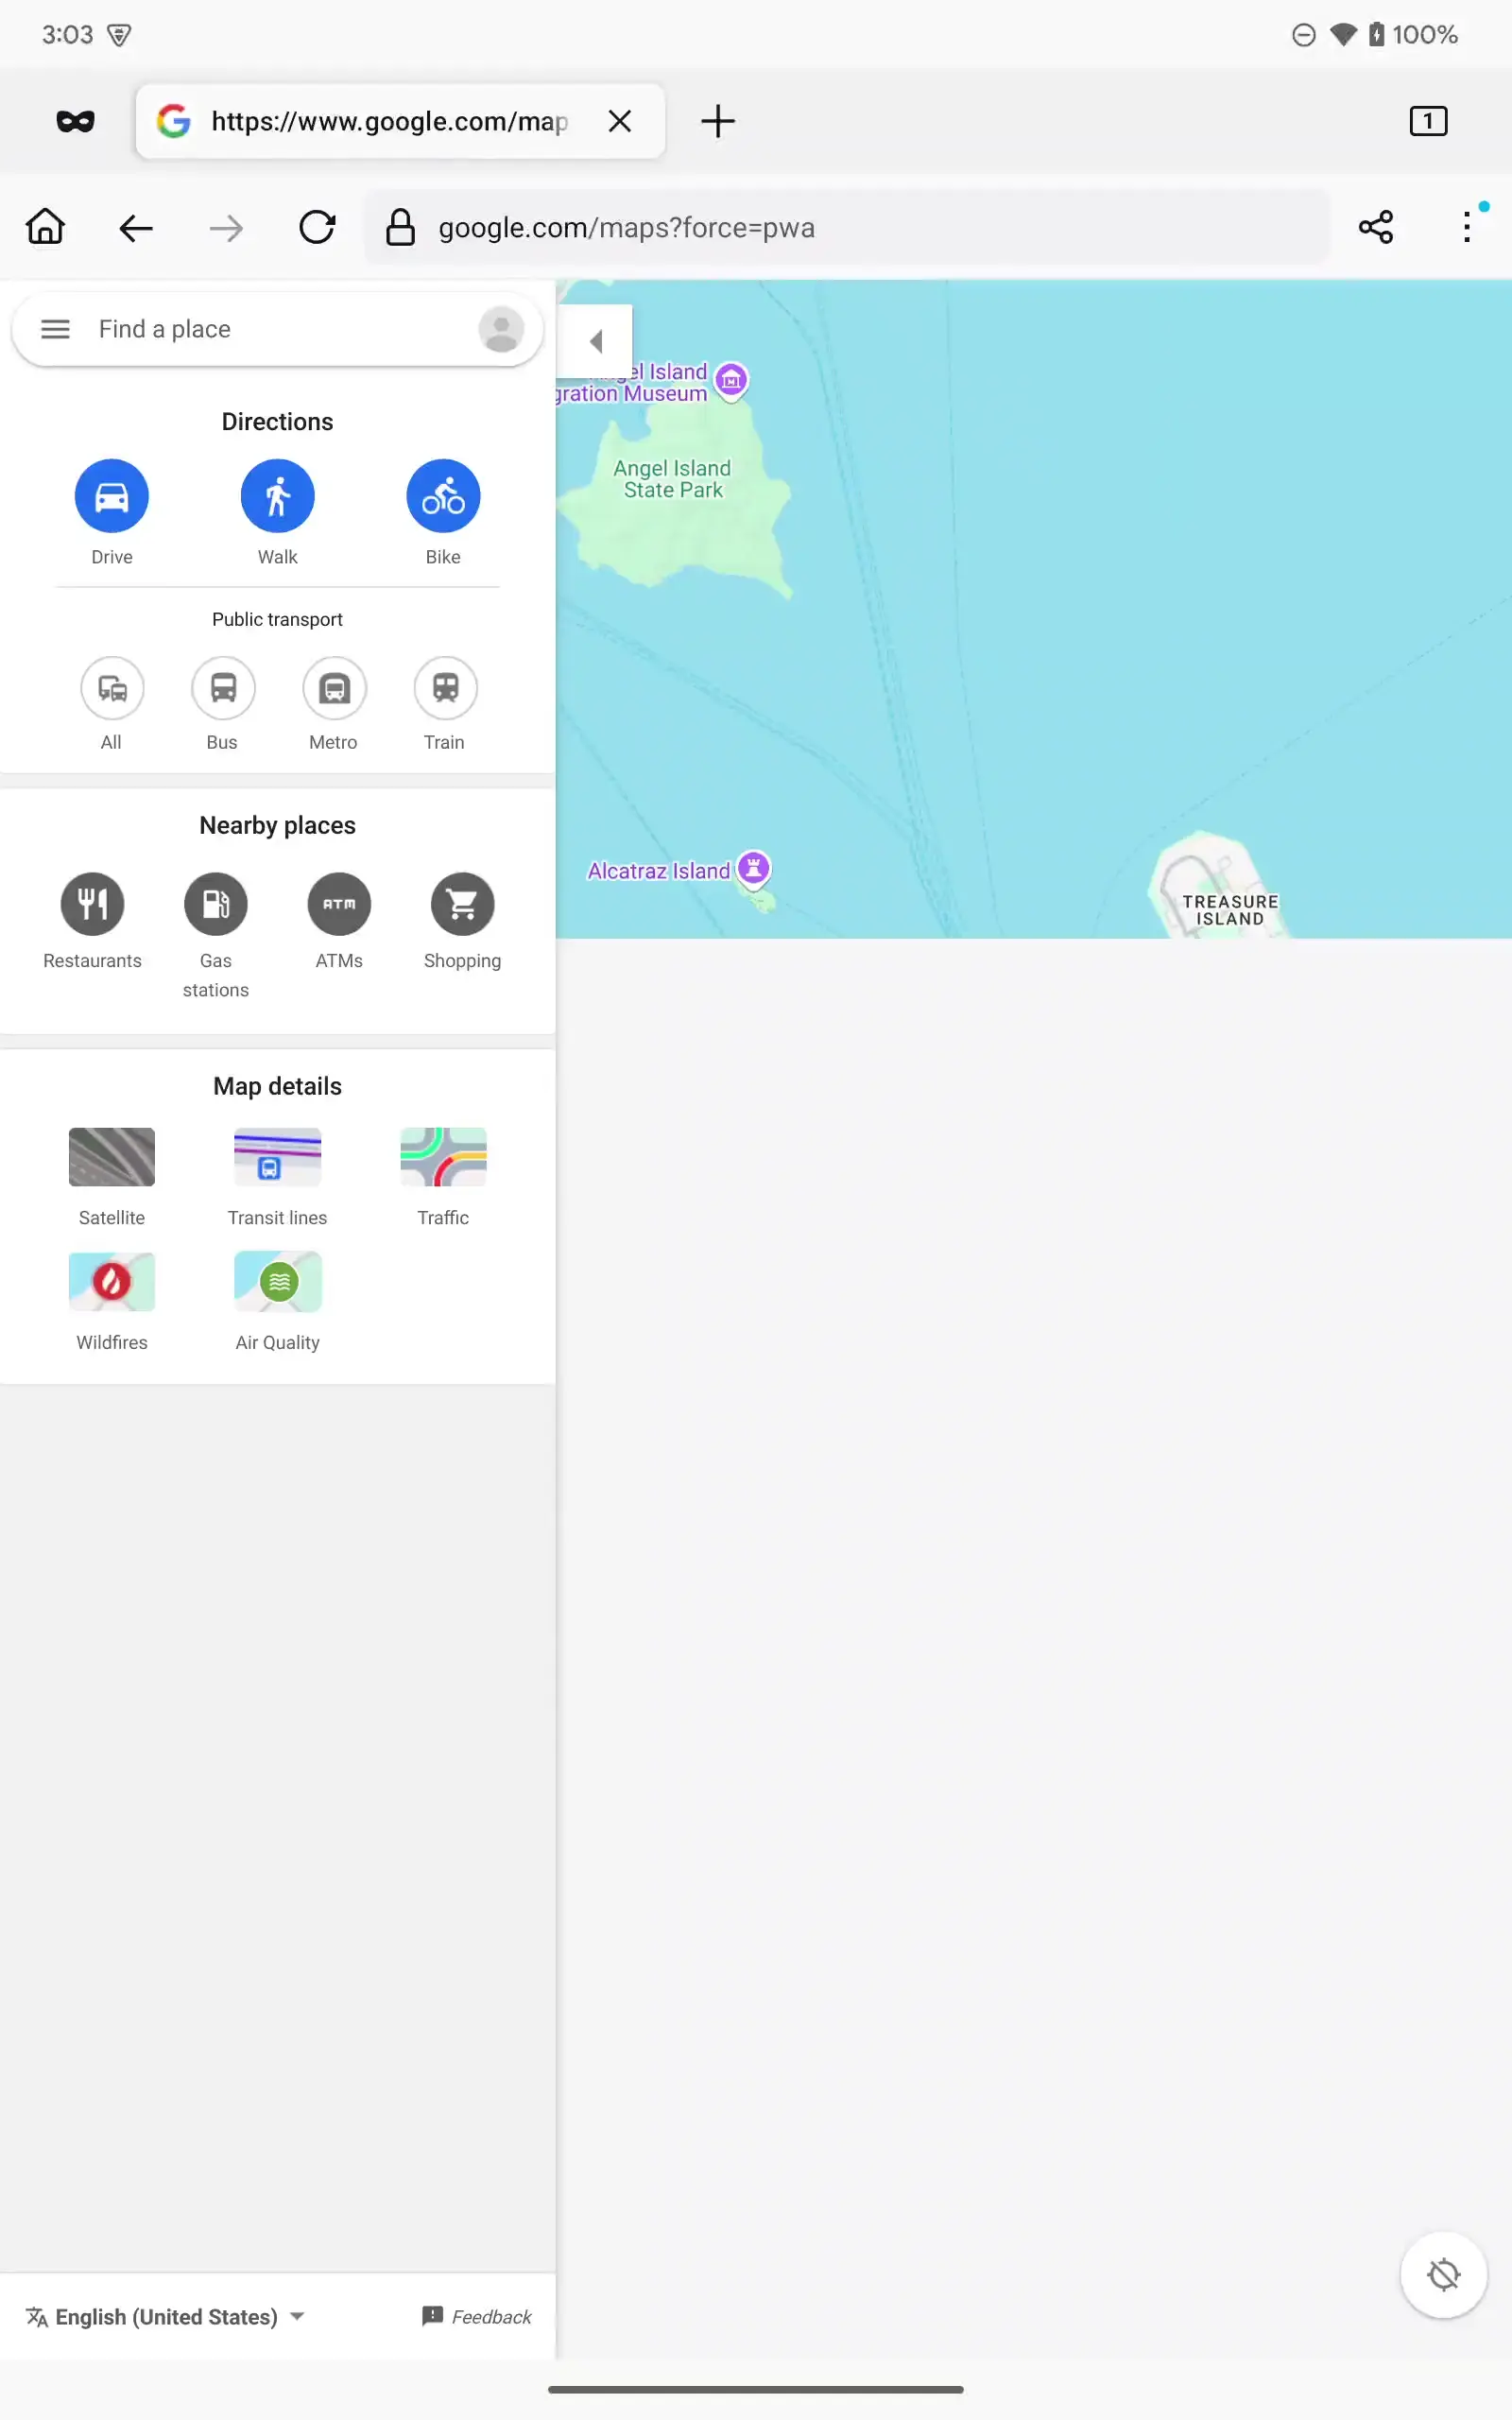 3:03
100%
https://www.google.com/map
1
google.com/maps?force=pwa
Find a place
Directions
Drive
Walk
Bike
Public transport
All
Bus
Metro
Train
Nearby places
ATM
Restaurants
Gas
stations
ATMs
Shopping
Map details
Satellite
Transit lines
Traffic
Wildfires
Air Quality
English (United States)
Feedback
Island
gration Museum
Angel Island
State Park
Alcatraz Island
TREASURE
ISLAND